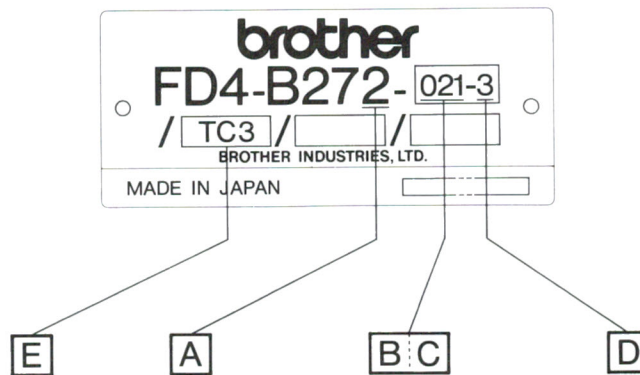 brother
FD4-B272-021-3
/ TC3 / /
BROTHER INDUSTRIES, LTD.
MADE IN JAPAN
E A B C D